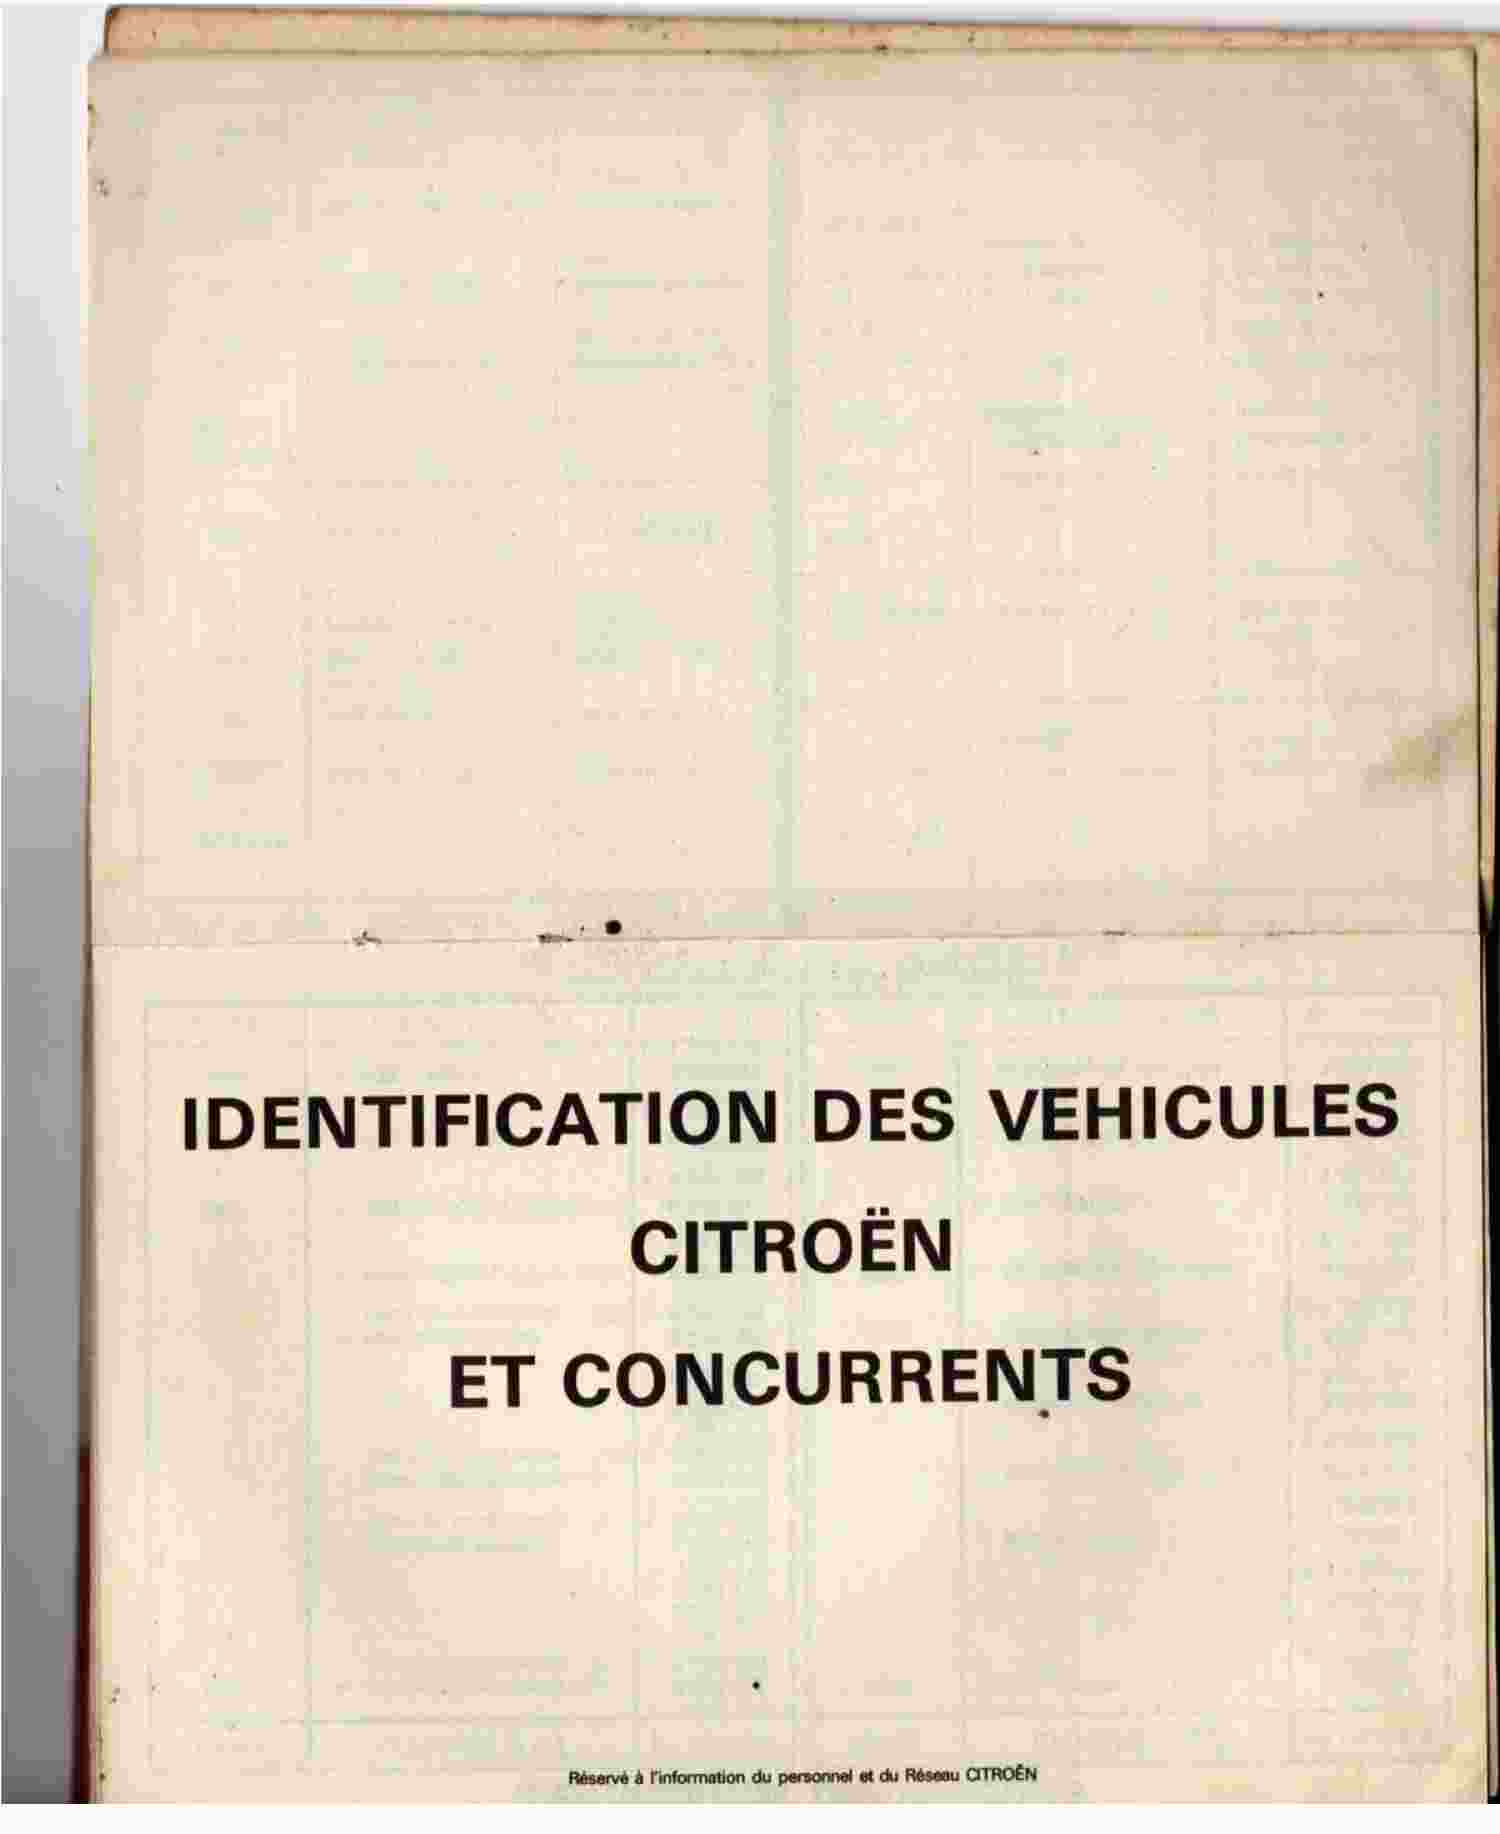 IDENTIFICATION DES VEHICULES
CITROËN
ET CONCURRENTS
Réservé à l'information du personnel et du Réseau CITROËN